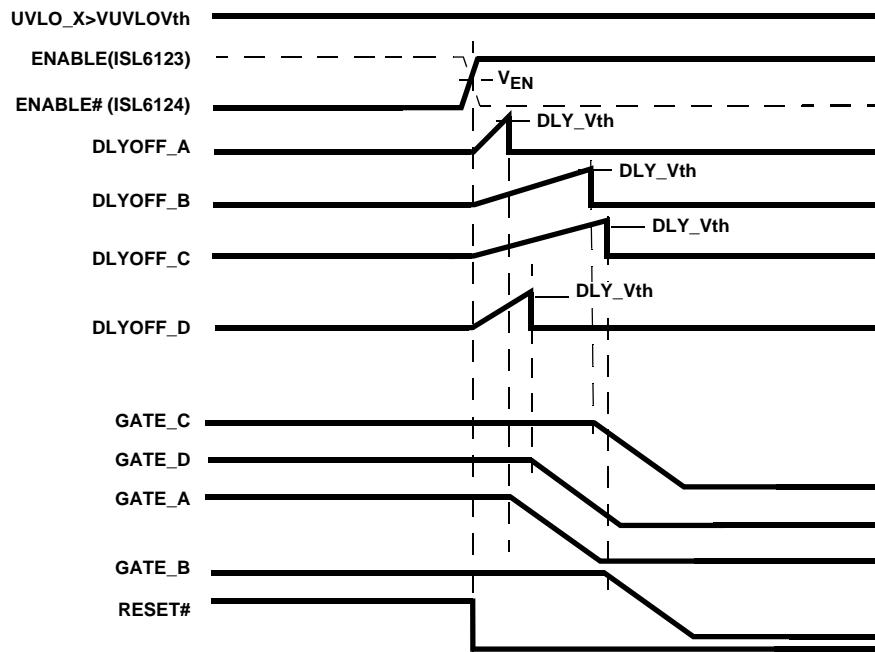 UVLO_X>VUVLOVth
ENABLE(ISL6123)
VEN
ENABLE# (ISL6124)
DLY_Vth
DLYOFF_A
DLY_Vth
DLYOFF_B
DLY_Vth
DLYOFF_C
DLY_Vth
DLYOFF_D
GATE_C
GATE_D
GATE_A
GATE_B
RESET#